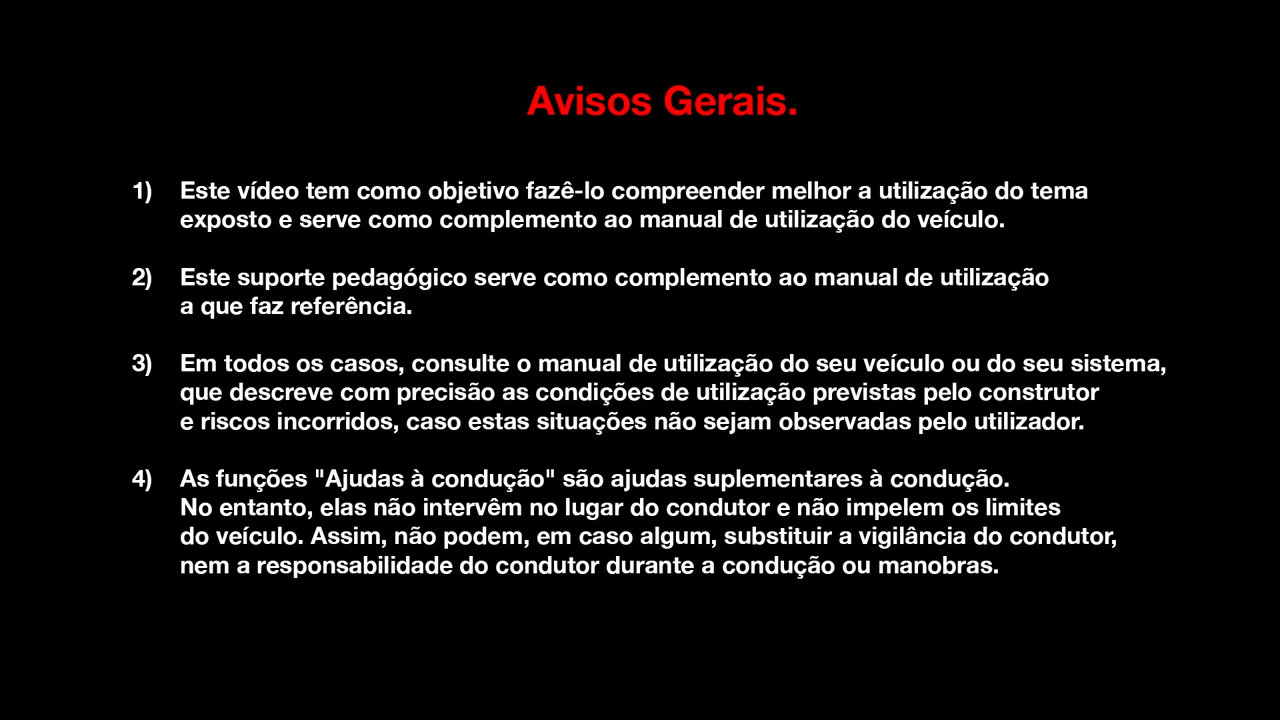 Avisos Gerais.
1) Este vídeo tem como objetivo fazê-lo compreender melhor a utilização do tema
exposto e serve como complemento ao manual de utilização do veículo.
2) Este suporte pedagógico serve como complemento ao manual de utilização
a que faz referência.
3) Em todos os casos, consulte o manual de utilização do seu veículo ou do seu sistema,
que descreve com precisão as condições de utilização previstas pelo construtor
e riscos incorridos, caso estas situações não sejam observadas pelo utilizador.
4) As funções "Ajudas à condução" são ajudas suplementares à condução.
No entanto, elas não intervêm no lugar do condutor e não impelem os limites
do veículo. Assim, não podem, em caso algum, substituir a vigilância do condutor,
nem a responsabilidade do condutor durante a condução ou manobras.